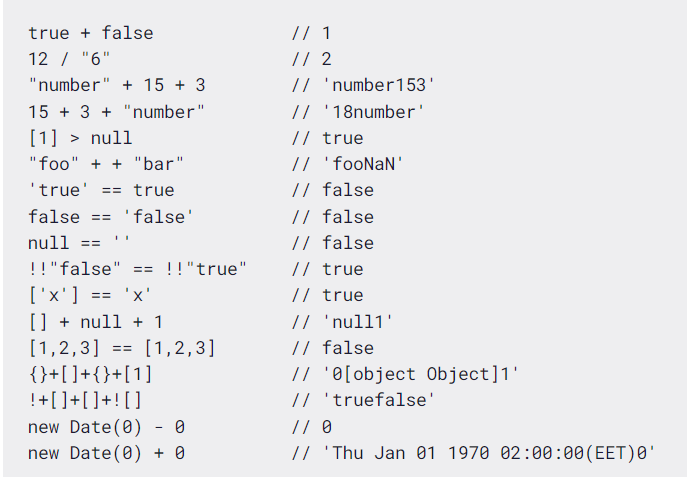 true + false // 1
12 / "6" // 2
"number" + 15 + 3 // 'number153'
15 + 3 + "number" // '18number'
[1] > null // true
"foo" + + "bar" // 'fooNaN'
'true' == true // false
false == 'false' // false
null == '' // false
!!"false" == !!"true" // true
['x'] == 'x' // true
[] + null + 1 // 'null1'
[1,2,3] == [1,2,3] // false
{}+[]+{}+[1] // '0[object Object]1'
!+[]+[]+![] // 'truefalse'
new Date(0) - 0 // 0
new Date(0) + 0 // 'Thu Jan 01 1970 02:00:00(EET)0'